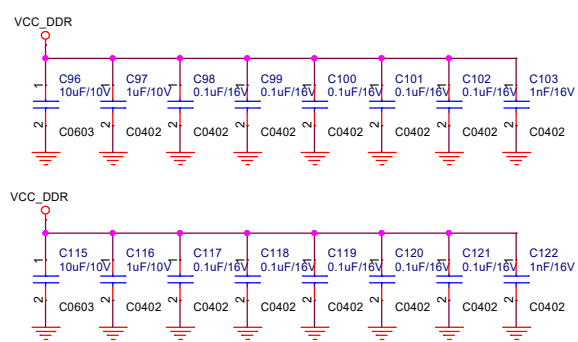 VCC_DDR
C96 C97 C98 C99 C100 C101 C102 C103
10uF/10V 1uF/10V 0.1uF/16V 0.1uF/16V 0.1uF/16V 0.1uF/16V 0.1uF/16V 1nF/16V
1 1 1 1 1 1 1 1
2 2 2 2 2 2 2 2
C0603 C0402 C0402 C0402 C0402 C0402 C0402 C0402
VCC_DDR
C115 C116 C117 C118 C119 C120 C121 C122
10uF/10V 1uF/10V 0.1uF/16V 0.1uF/16V 0.1uF/16V 0.1uF/16V 0.1uF/16V 1nF/16V
1 1 1 1 1 1 1 1
2 2 2 2 2 2 2 2
C0603 C0402 C0402 C0402 C0402 C0402 C0402 C0402